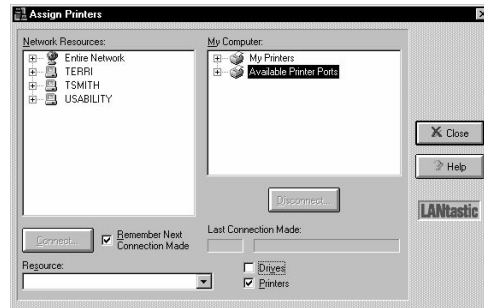 Assign Printers
Network Resources:
Entire Network
TERRI
TSMITH
USABILITY
My Computer:
My Printers
Available Printer Ports
Close
Help
Disconnect...
LANtastic
Connect...
Remember Next
Connection Made
Last Connection Made:
Resource:
Drives
Printers